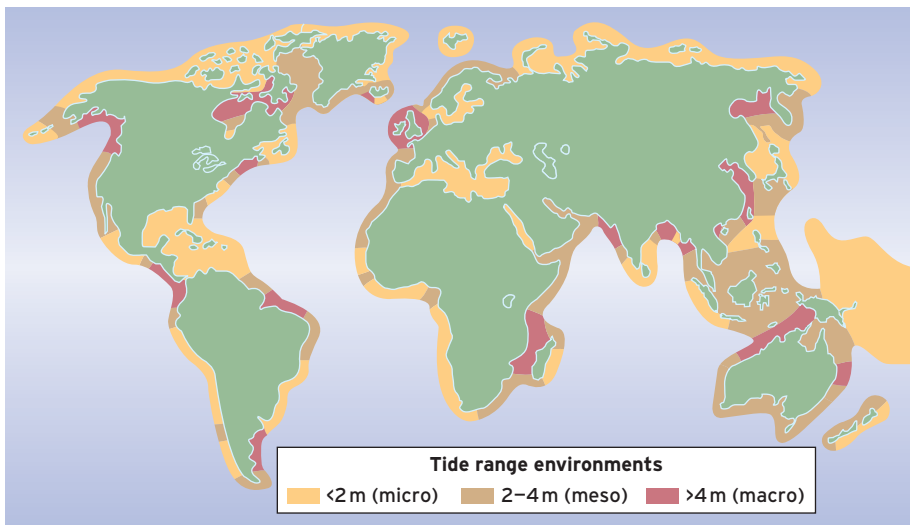 Tide range environments
<2 m (micro) 2–4 m (meso) >4 m (macro)